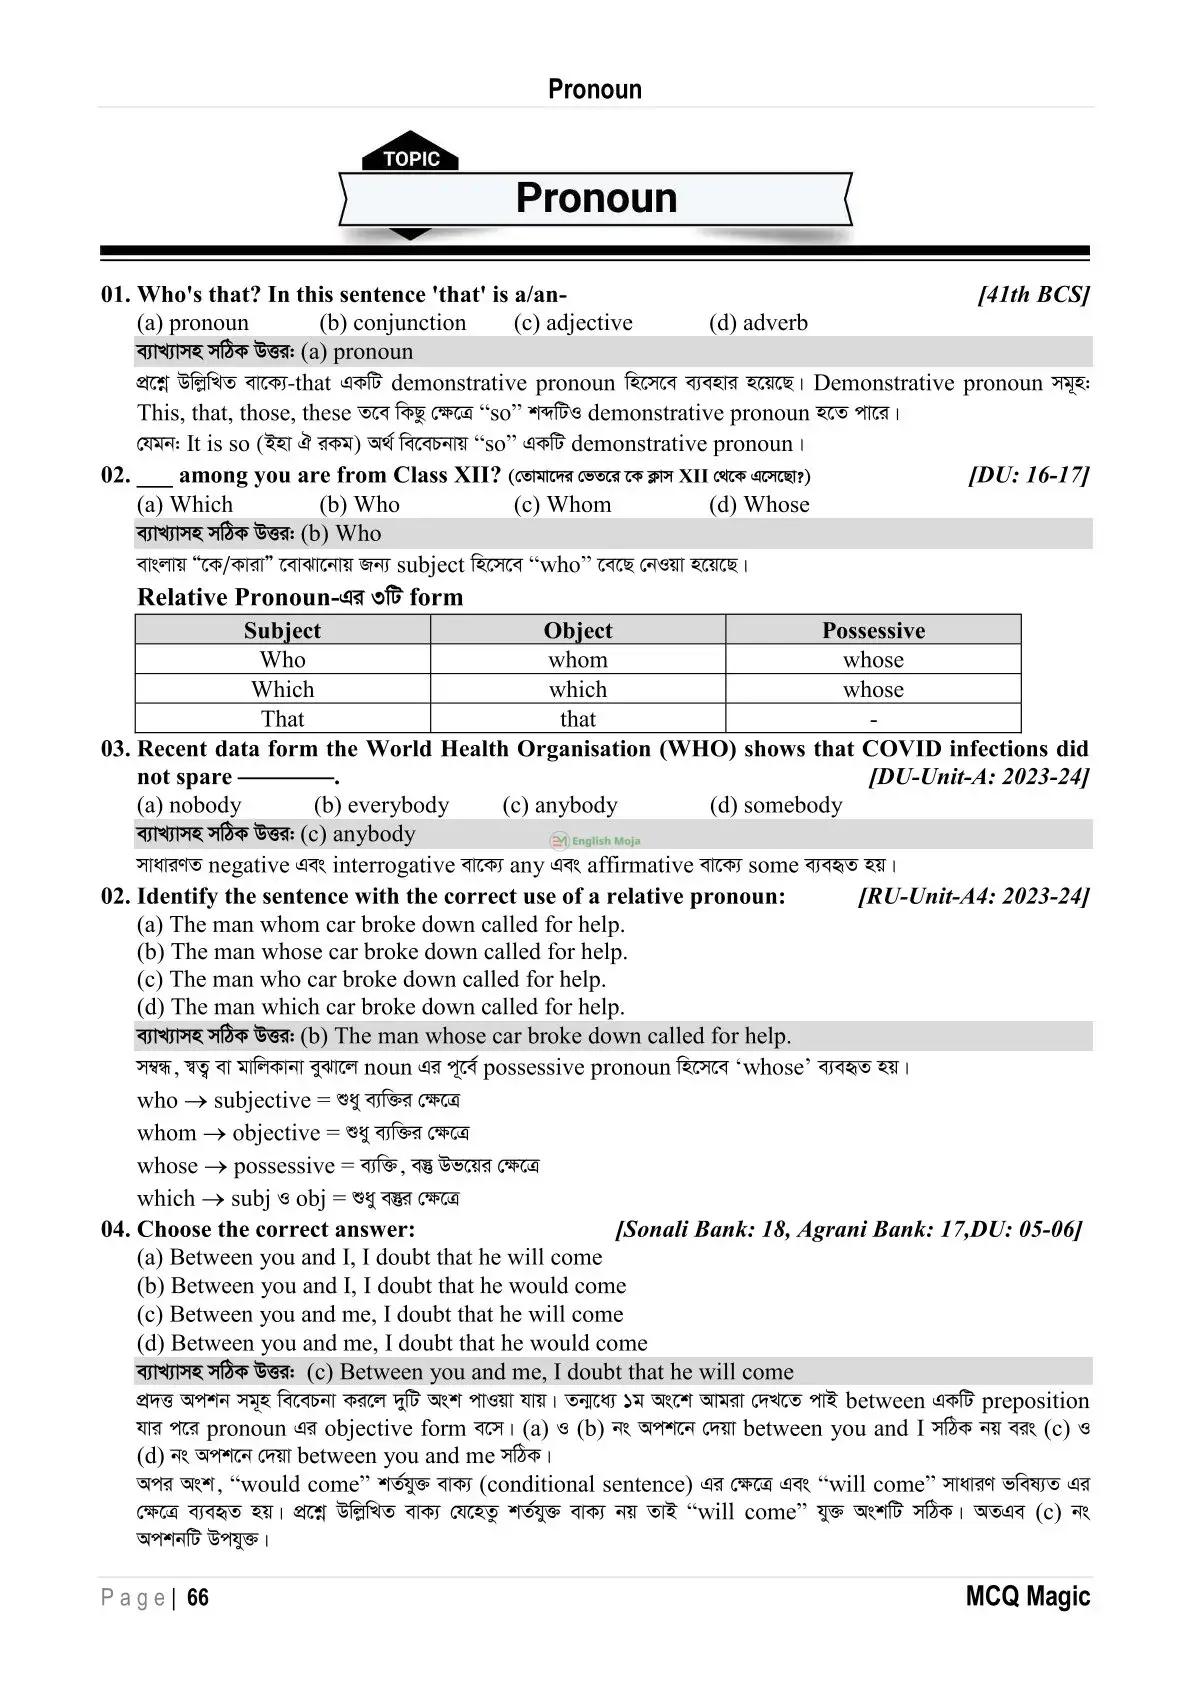 Pronoun
TOPIC
Pronoun
01. Who's that? In this sentence 'that' is a/an- [41th BCS]
(a) pronoun (b) conjunction (c) adjective (d) adverb
ব্যাখ্যাসহ সঠিক উত্তর: (a) pronoun
প্রশ্নে উল্লিখিত বাক্যে-that একটি demonstrative pronoun হিসেবে ব্যবহার হয়েছে। Demonstrative pronoun সমূহ:
This, that, those, these তবে কিছু ক্ষেত্রে “so” শব্দটিও demonstrative pronoun হতে পারে।
যেমন: It is so (ইহা ঐ রকম) অর্থ বিবেচনায় “so” একটি demonstrative pronoun।
02. ___ among you are from Class XII? (তোমাদের ভেতরে কে ক্লাস XII থেকে এসেছো?) [DU: 16-17]
(a) Which (b) Who (c) Whom (d) Whose
ব্যাখ্যাসহ সঠিক উত্তর: (b) Who
বাংলায় “কে/কারা” বোঝানোয় জন্য subject হিসেবে “who” বেছে নেওয়া হয়েছে।
Relative Pronoun-এর ৩টি form
Subject Object Possessive
Who whom whose
Which which whose
That that -
03. Recent data form the World Health Organisation (WHO) shows that COVID infections did
not spare ————. [DU-Unit-A: 2023-24]
(a) nobody (b) everybody (c) anybody (d) somebody
ব্যাখ্যাসহ সঠিক উত্তর: (c) anybody
EM English Moja
সাধারণত negative এবং interrogative বাক্যে any এবং affirmative বাক্যে some ব্যবহৃত হয়।
02. Identify the sentence with the correct use of a relative pronoun: [RU-Unit-A4: 2023-24]
(a) The man whom car broke down called for help.
(b) The man whose car broke down called for help.
(c) The man who car broke down called for help.
(d) The man which car broke down called for help.
ব্যাখ্যাসহ সঠিক উত্তর: (b) The man whose car broke down called for help.
সম্বন্ধ, স্বত্ব বা মালিকানা বুঝালে noun এর পূর্বে possessive pronoun হিসেবে ‘whose’ ব্যবহৃত হয়।
who → subjective = শুধু ব্যক্তির ক্ষেত্রে
whom → objective = শুধু ব্যক্তির ক্ষেত্রে
whose → possessive = ব্যক্তি, বস্তু উভয়ের ক্ষেত্রে
which → subj ও obj = শুধু বস্তুর ক্ষেত্রে
04. Choose the correct answer: [Sonali Bank: 18, Agrani Bank: 17,DU: 05-06]
(a) Between you and I, I doubt that he will come
(b) Between you and I, I doubt that he would come
(c) Between you and me, I doubt that he will come
(d) Between you and me, I doubt that he would come
ব্যাখ্যাসহ সঠিক উত্তর: (c) Between you and me, I doubt that he will come
প্রদত্ত অপশন সমূহ বিবেচনা করলে দুটি অংশ পাওয়া যায়। তন্মধ্যে ১ম অংশে আমরা দেখতে পাই between একটি preposition
যার পরে pronoun এর objective form বসে। (a) ও (b) নং অপশনে দেয়া between you and I সঠিক নয় বরং (c) ও
(d) নং অপশনে দেয়া between you and me সঠিক।
অপর অংশ, “would come” শর্তযুক্ত বাক্য (conditional sentence) এর ক্ষেত্রে এবং “will come” সাধারণ ভবিষ্যত এর
ক্ষেত্রে ব্যবহৃত হয়। প্রশ্নে উল্লিখিত বাক্য যেহেতু শর্তযুক্ত বাক্য নয় তাই “will come” যুক্ত অংশটি সঠিক। অতএব (c) নং
অপশনটি উপযুক্ত।
Page| 66 MCQ Magic